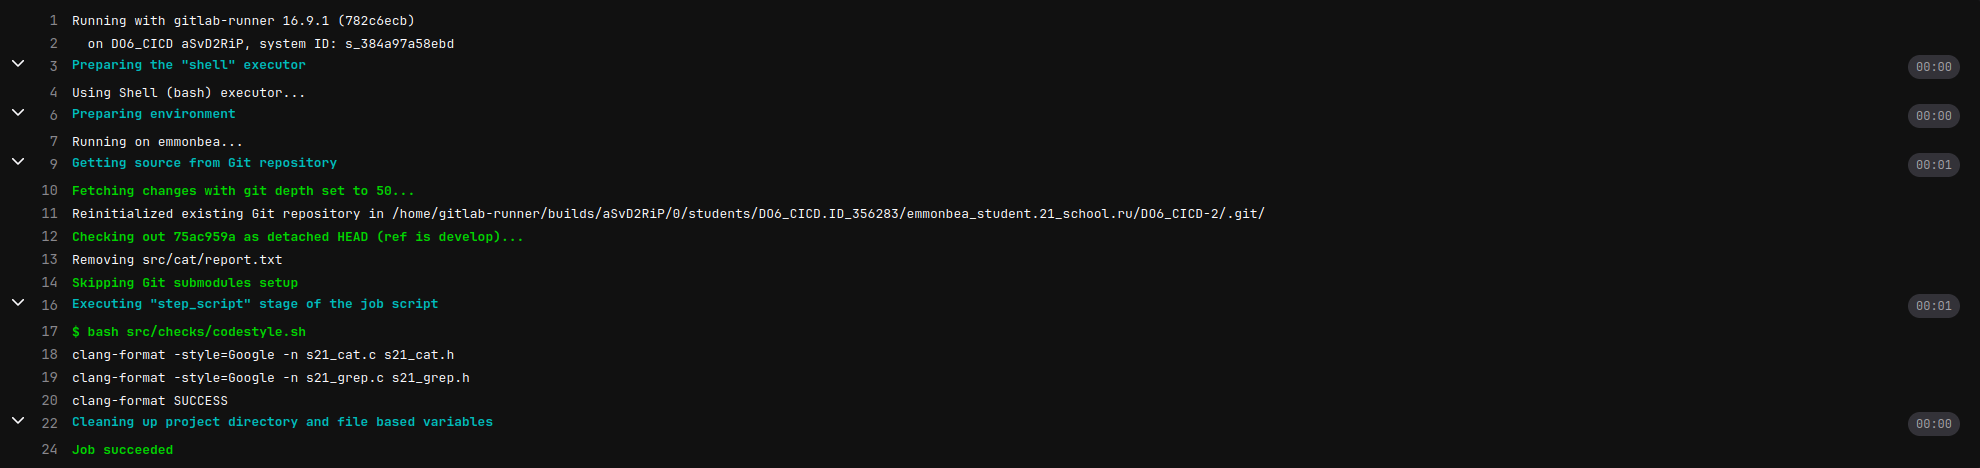 1 Running with gitlab-runner 16.9.1 (782c6ecb)
2 on DO6_CICD aSvD2RiP, system ID: s_384a97a58ebd
3 Preparing the "shell" executor 00:00
4 Using Shell (bash) executor...
6 Preparing environment 00:00
7 Running on emmonbea...
9 Getting source from Git repository 00:01
10 Fetching changes with git depth set to 50...
11 Reinitialized existing Git repository in /home/gitlab-runner/builds/aSvD2RiP/0/students/DO6_CICD.ID_356283/emmonbea_student.21_school.ru/DO6_CICD-2/.git/
12 Checking out 75ac959a as detached HEAD (ref is develop)...
13 Removing src/cat/report.txt
14 Skipping Git submodules setup
16 Executing "step_script" stage of the job script 00:01
17 $ bash src/checks/codestyle.sh
18 clang-format -style=Google -n s21_cat.c s21_cat.h
19 clang-format -style=Google -n s21_grep.c s21_grep.h
20 clang-format SUCCESS
22 Cleaning up project directory and file based variables 00:00
24 Job succeeded